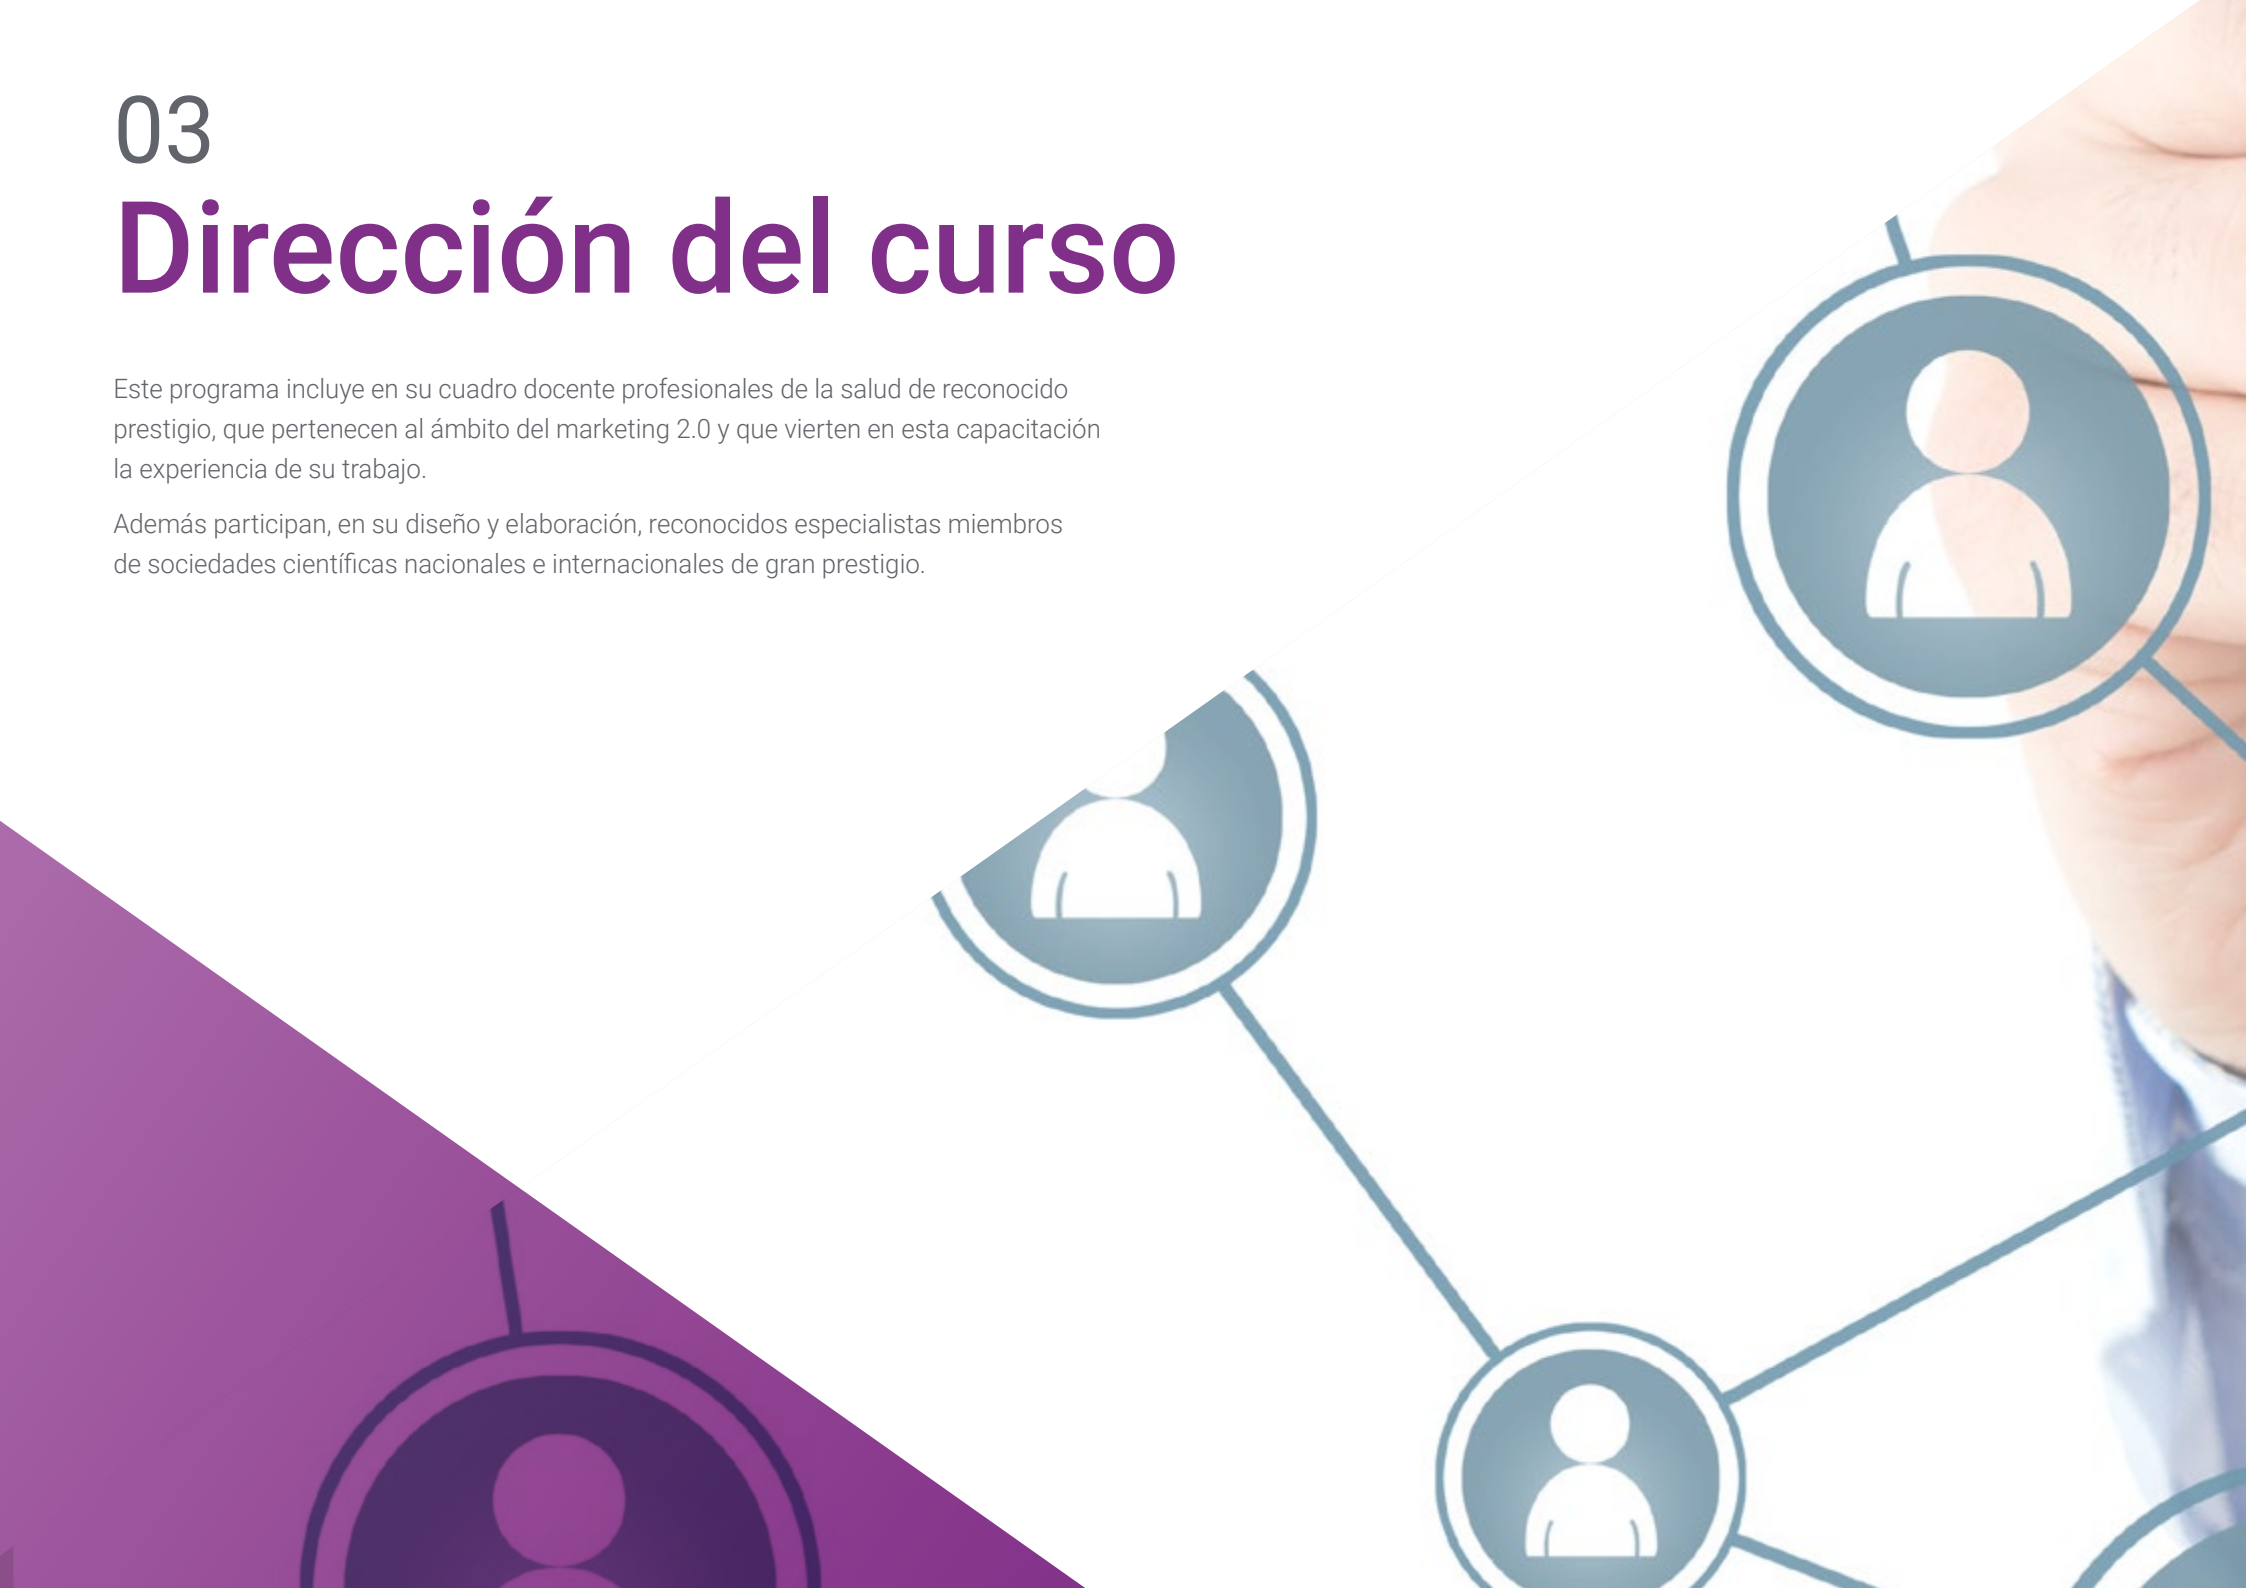 03
Dirección del curso
Este programa incluye en su cuadro docente profesionales de la salud de reconocido
prestigio, que pertenecen al ámbito del marketing 2.0 y que vierten en esta capacitación
la experiencia de su trabajo.
Además participan, en su diseño y elaboración, reconocidos especialistas miembros
de sociedades científicas nacionales e internacionales de gran prestigio.